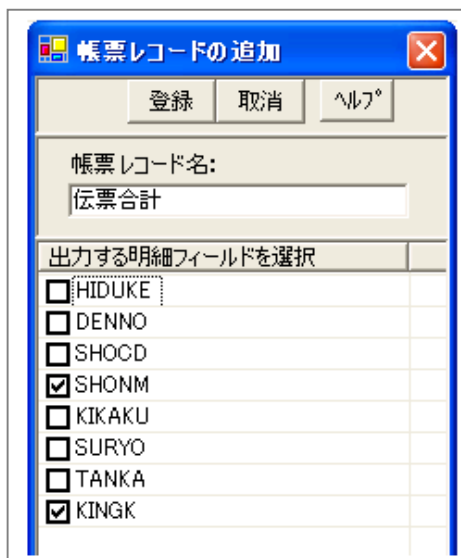 帳票レコードの追加
登録 取消 ヘルプ
帳票レコード名:
伝票合計
出力する明細フィールドを選択
HIDUKE
DENNO
SHOCD
SHONM
KIKAKU
SURYO
TANKA
KINGK